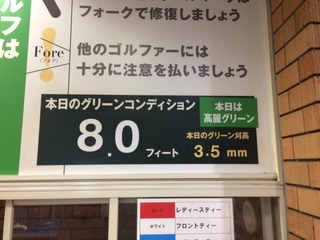 フォークで修復しましょう
ルフは
Fore
(フォア)
他のゴルファーには
十分に注意を払いましょう
本日のグリーンコンディション
8.0 フィート
本日は
高麗グリーン
本日のグリーン刈高
3.5 mm
レディースティー
ホワイト フロントティー